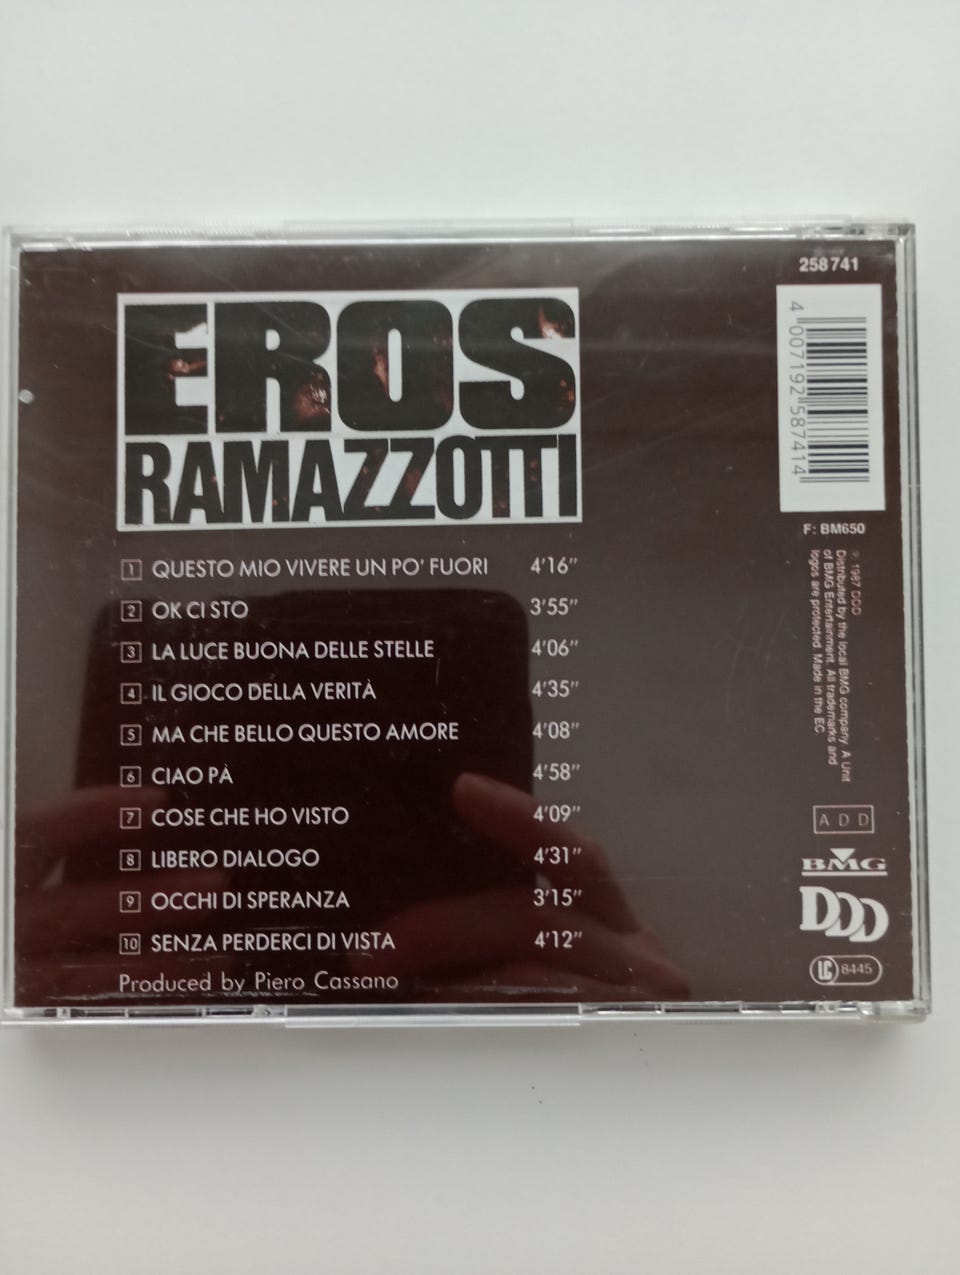 258 741
EROS
RAMAZZOTTI
4 007192 587414
F: BM650
1 QUESTO MIO VIVERE UN PO' FUORI 4'16"
2 OK CI STO 3'55"
3 LA LUCE BUONA DELLE STELLE 4'06"
4 IL GIOCO DELLA VERITÀ 4'35"
5 MA CHE BELLO QUESTO AMORE 4'08"
6 CIAO PÀ 4'58"
7 COSE CHE HO VISTO 4'09"
8 LIBERO DIALOGO 4'31"
9 OCCHI DI SPERANZA 3'15"
10 SENZA PERDERCI DI VISTA 4'12"
Produced by Piero Cassano
℗ 1987 DDD
Distributed by the local BMG company. A Unit
of BMG Entertainment. All trademarks and
logos are protected. Made in the EC.
A D D
BMG
DDD
LC 8445